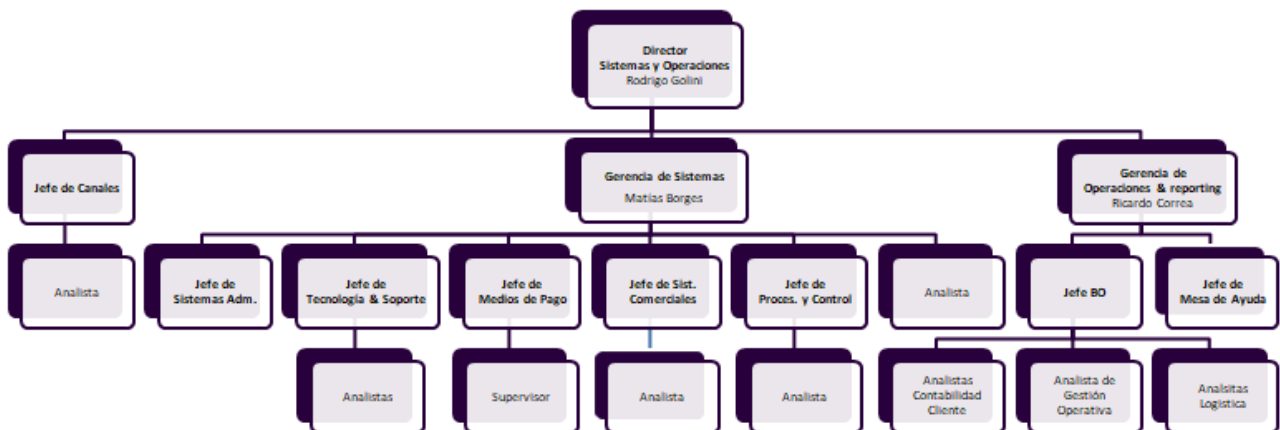 Director
Sistemas y Operaciones
Rodrigo Golini
Jefe de Canales
Gerencia de Sistemas
Matías Borges
Gerencia de
Operaciones & reporting
Ricardo Correa
Analista
Jefe de
Sistemas Adm.
Jefe de
Tecnología & Soporte
Jefe de
Medios de Pago
Jefe de Sist.
Comerciales
Jefe de
Proces. y Control
Analista
Jefe BO
Jefe de
Mesa de Ayuda
Analistas
Supervisor
Analista
Analista
Analistas
Contabilidad
Cliente
Analista de
Gestión
Operativa
Analsitas
Logística